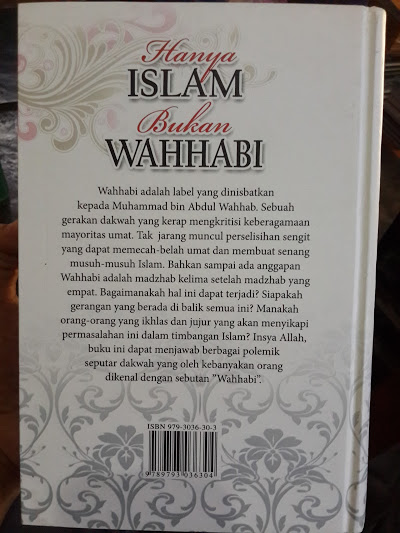 Hanya
ISLAM
Bukan
WAHHABI
Wahhabi adalah label yang dinisbatkan
kepada Muhammad bin Abdul Wahhab. Sebuah
gerakan dakwah yang kerap mengkritisi keberagamaan
mayoritas umat. Tak jarang muncul perselisihan sengit
yang dapat memecah-belah umat dan membuat senang
musuh-musuh Islam. Bahkan sampai ada anggapan
Wahhabi adalah madzhab kelima setelah madzhab yang
empat. Bagaimanakah hal ini dapat terjadi? Siapakah
gerangan yang berada di balik semua ini? Manakah
orang-orang yang ikhlas dan jujur yang akan menyikapi
permasalahan ini dalam timbangan Islam? Insya Allah,
buku ini dapat menjawab berbagai polemik
seputar dakwah yang oleh kebanyakan orang
dikenal dengan sebutan "Wahhabi".
ISBN 979-3036-30-3
9789793036304